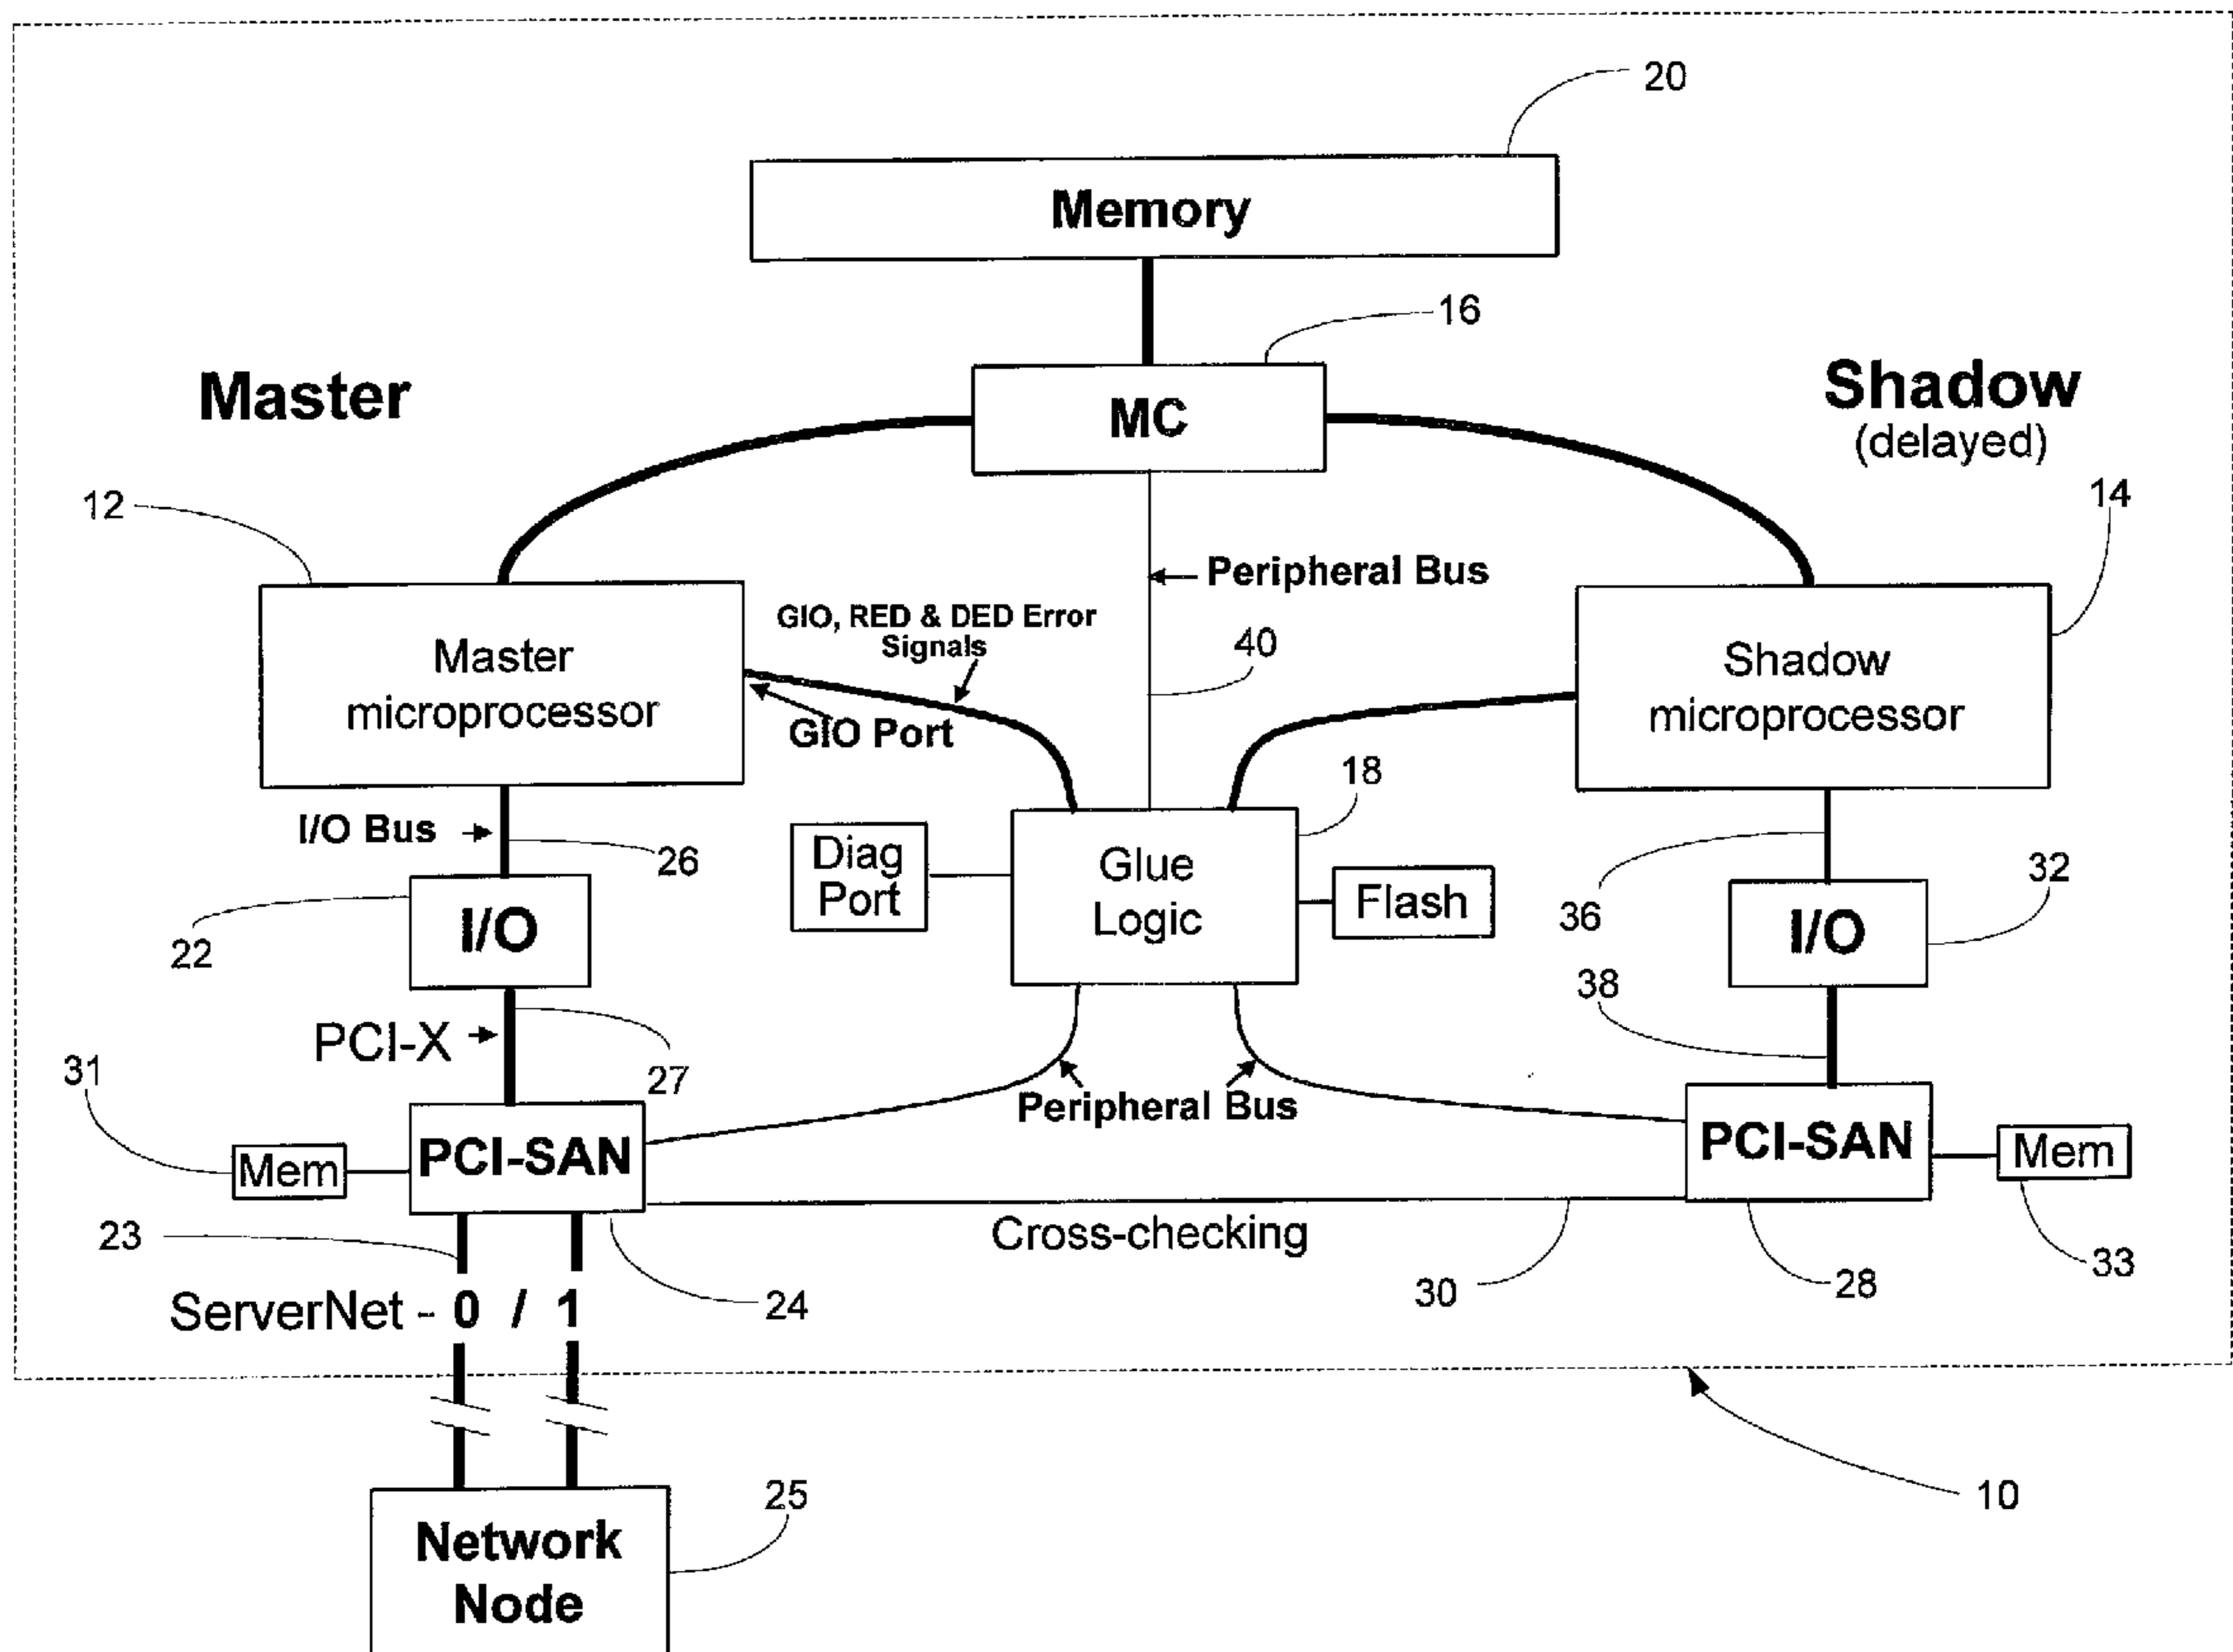 20
Memory
16
MC
Master
Shadow
(delayed)
12
14
Peripheral Bus
GIO, RED & DED Error
Signals
40
Master
microprocessor
GIO Port
Shadow
microprocessor
18
I/O Bus
26
Diag
Port
Glue
Logic
Flash
36
32
22
I/O
I/O
38
PCI-X
27
31
Peripheral Bus
Mem
PCI-SAN
PCI-SAN
Mem
23
Cross-checking
24
30
28
33
ServerNet - 0 / 1
10
25
Network
Node